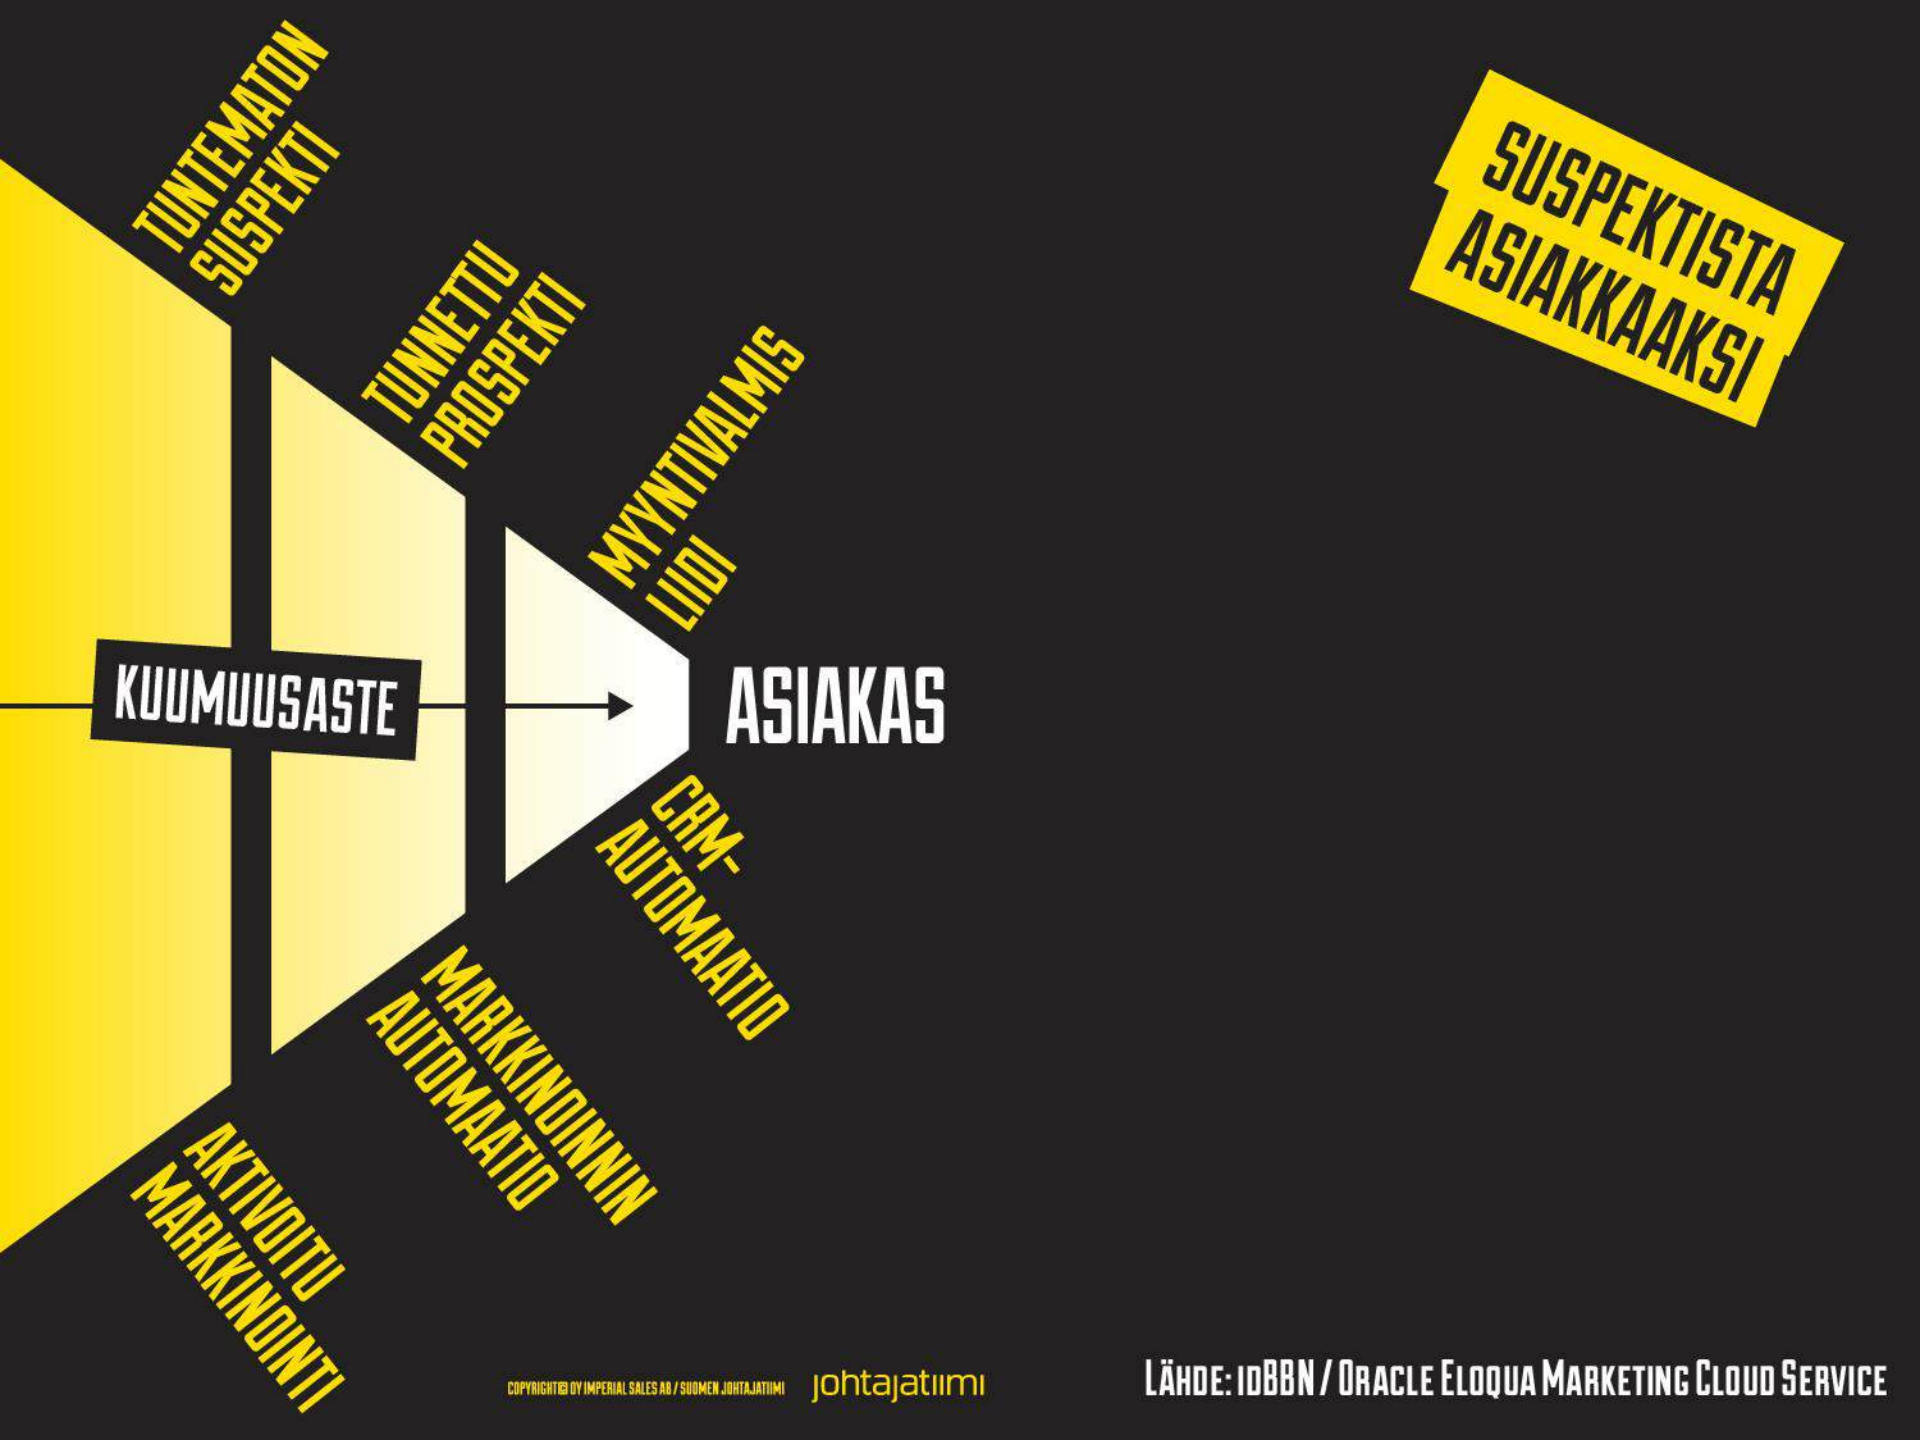 TUNTEMATON
SUSPEKTI
TUNNETTU
PROSPEKTI
MYYNTIVALMIS
LIIDI
SUSPEKTISTA
ASIAKKAAKSI
KUUMUUSASTE
ASIAKAS
CRM-
AUTOMAATIO
MARKKINOINNIN
AUTOMAATIO
AKTIVOITU
MARKKINOINTI
COPYRIGHT© OY IMPERIAL SALES AB / SUOMEN JOHTAJATIIMI
johtajatiimi
LÄHDE: IDBBN / ORACLE ELOQUA MARKETING CLOUD SERVICE